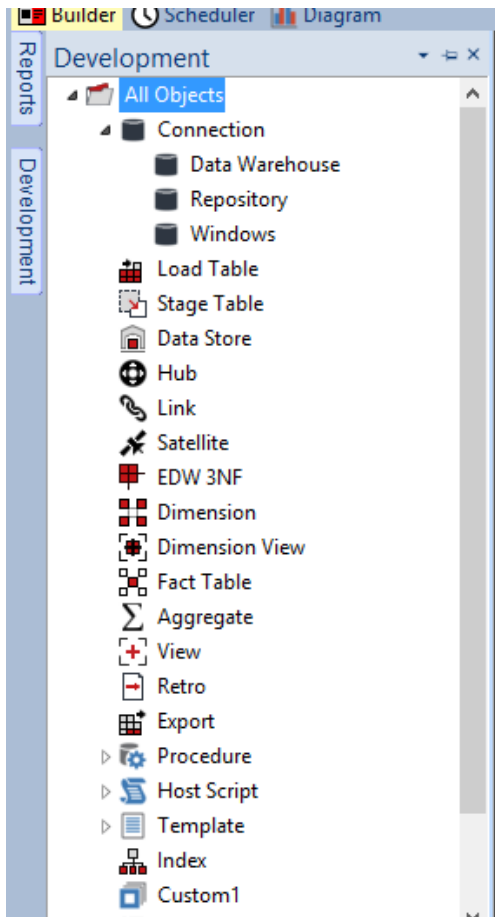 Builder Scheduler Diagram
Reports
Development
Development
All Objects
Connection
Data Warehouse
Repository
Windows
Load Table
Stage Table
Data Store
Hub
Link
Satellite
EDW 3NF
Dimension
Dimension View
Fact Table
Aggregate
View
Retro
Export
Procedure
Host Script
Template
Index
Custom1